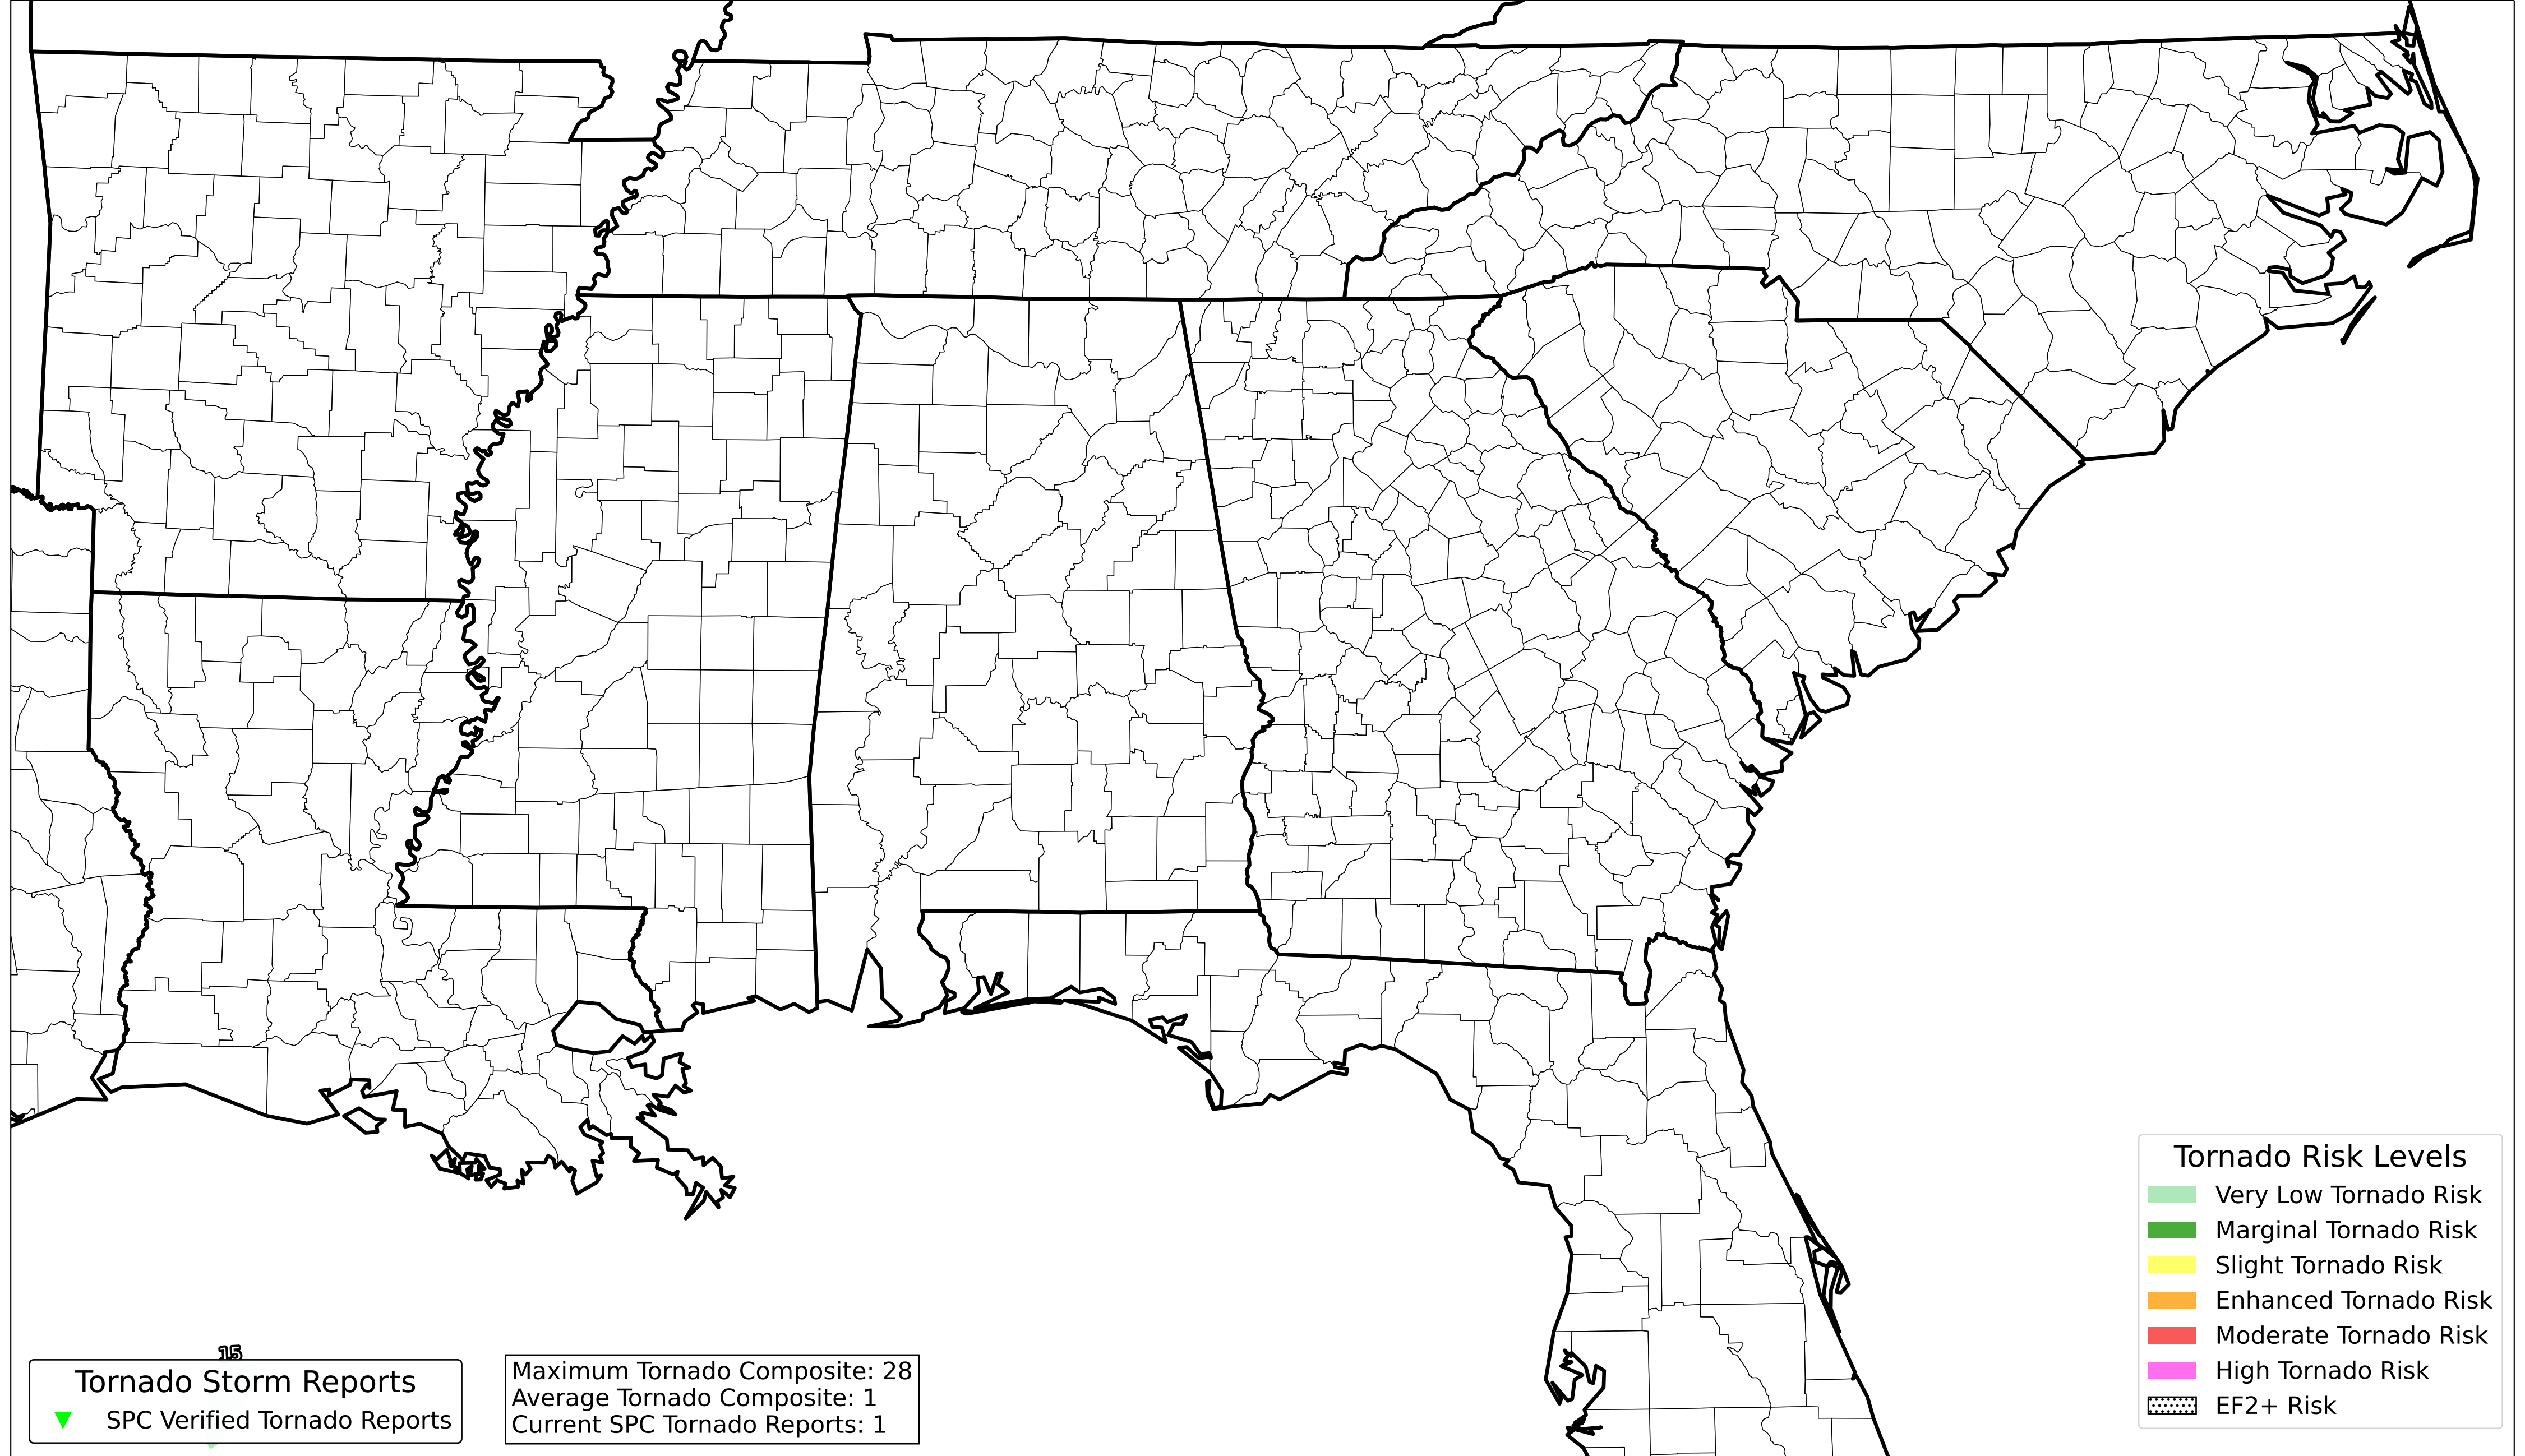 15
Tornado Storm Reports
SPC Verified Tornado Reports
Maximum Tornado Composite: 28
Average Tornado Composite: 1
Current SPC Tornado Reports: 1
Tornado Risk Levels
Very Low Tornado Risk
Marginal Tornado Risk
Slight Tornado Risk
Enhanced Tornado Risk
Moderate Tornado Risk
High Tornado Risk
EF2+ Risk